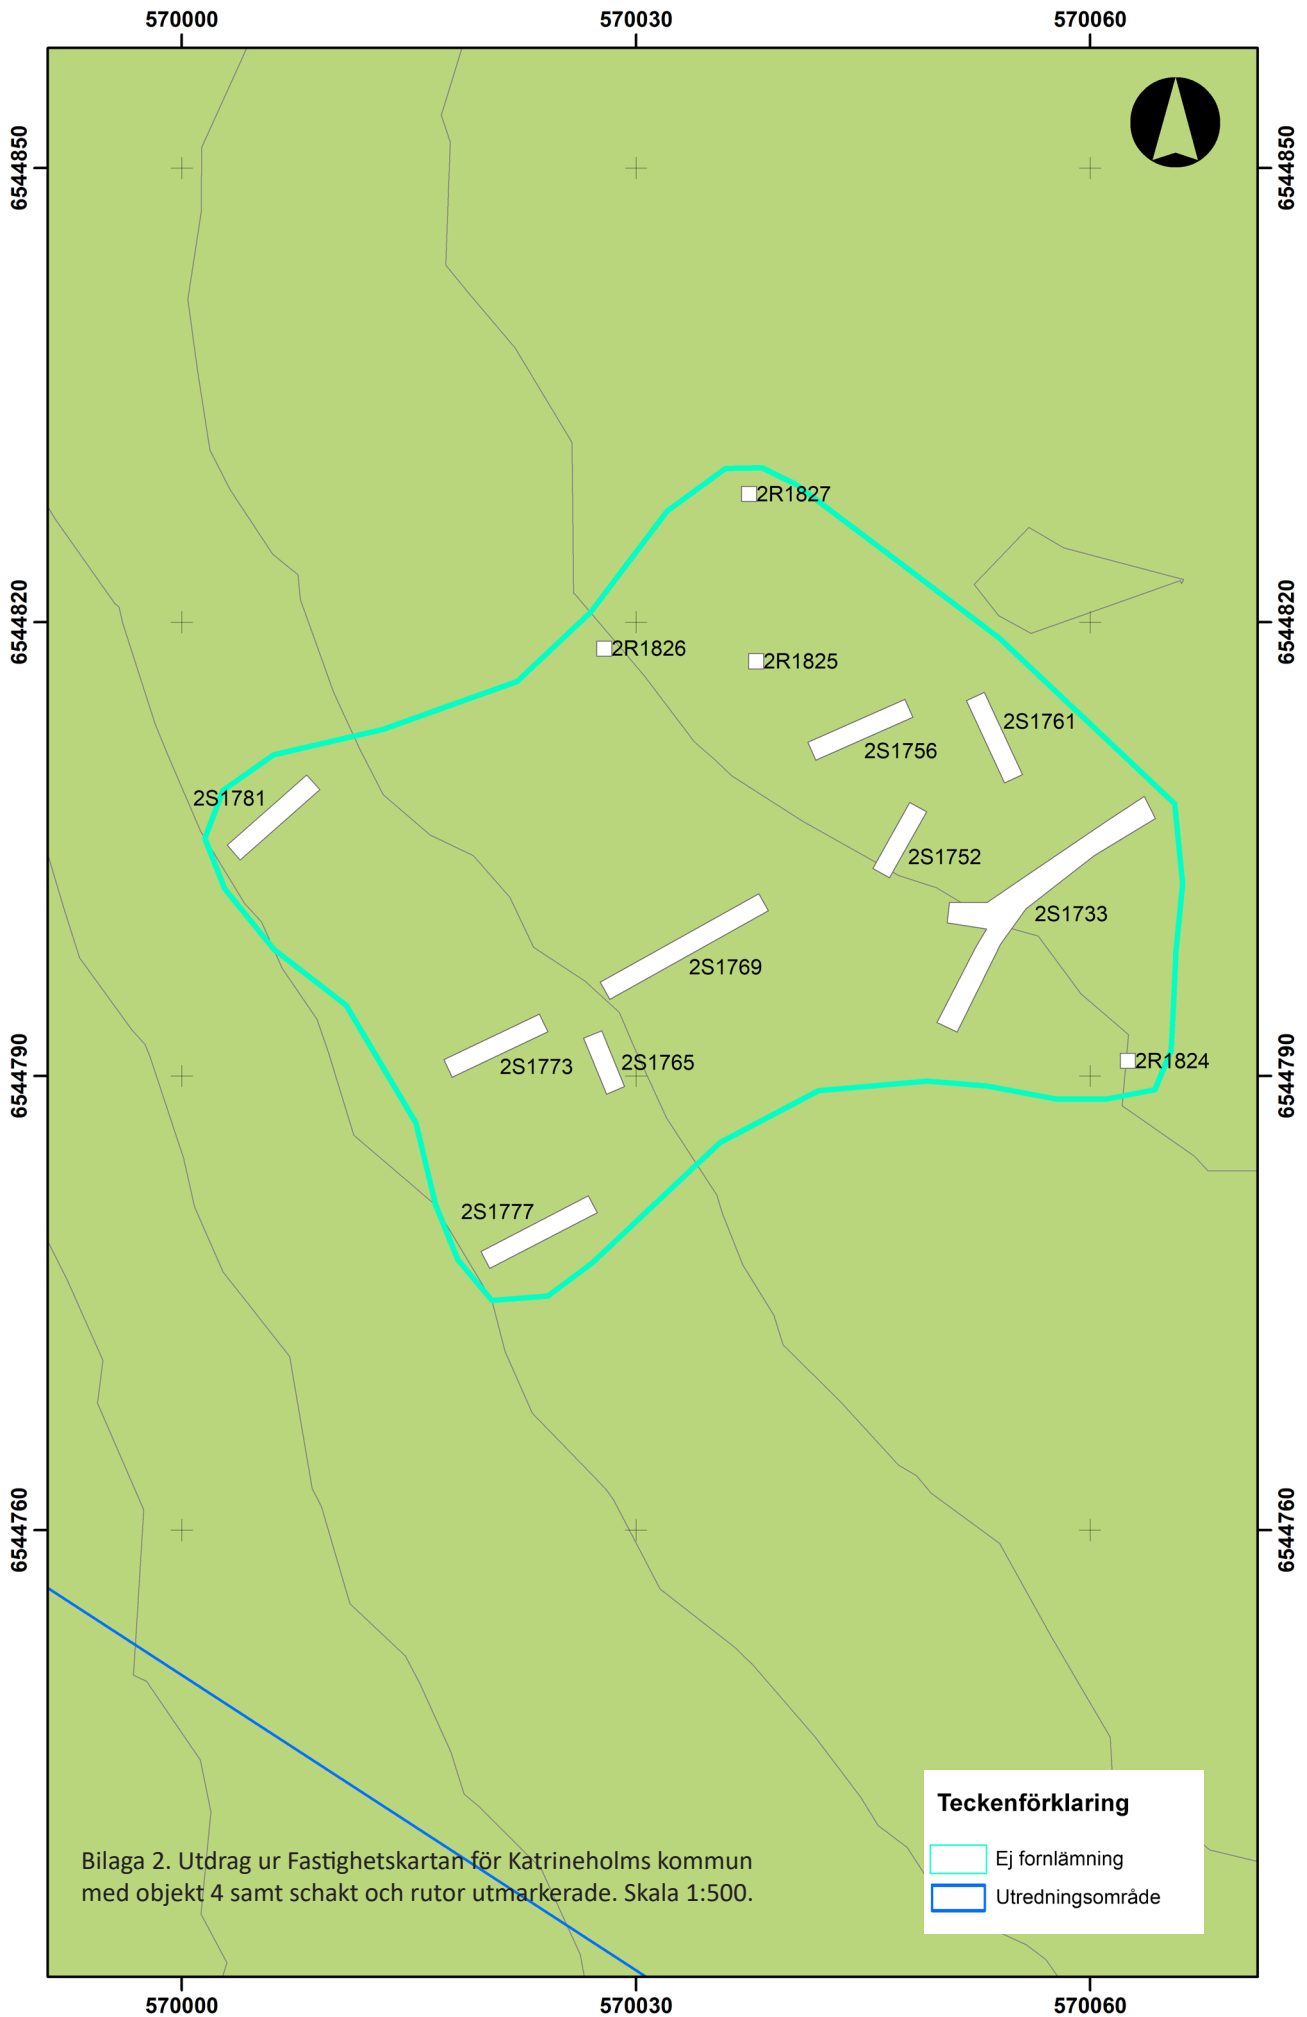 570000
570030
570060
6544850
6544850
2R1827
6544820
6544820
2R1826
2R1825
2S1761
2S1756
2S1781
2S1752
2S1733
2S1769
6544790
2S1773
2S1765
2R1824
6544790
2S1777
6544760
6544760
Teckenförklaring
Ej fornlämning
Utredningsområde
Bilaga 2. Utdrag ur Fastighetskartan för Katrineholms kommun
med objekt 4 samt schakt och rutor utmarkerade. Skala 1:500.
570000
570030
570060